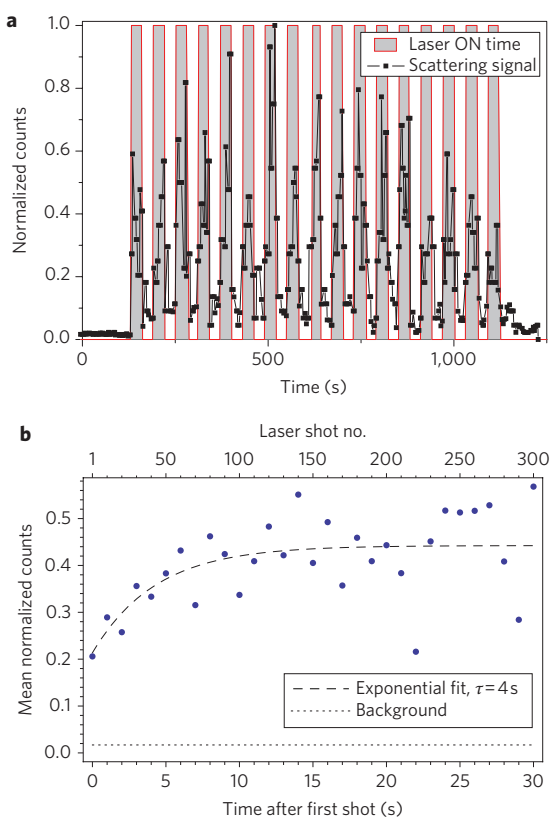 a
1.0
0.8
0.6
0.4
0.2
0.0
Normalized counts
Laser ON time
Scattering signal
0 500 1,000
Time (s)
b
Laser shot no.
1 50 100 150 200 250 300
0.5
0.4
0.3
0.2
0.1
0.0
Mean normalized counts
Exponential fit, τ = 4 s
Background
0 5 10 15 20 25 30
Time after first shot (s)